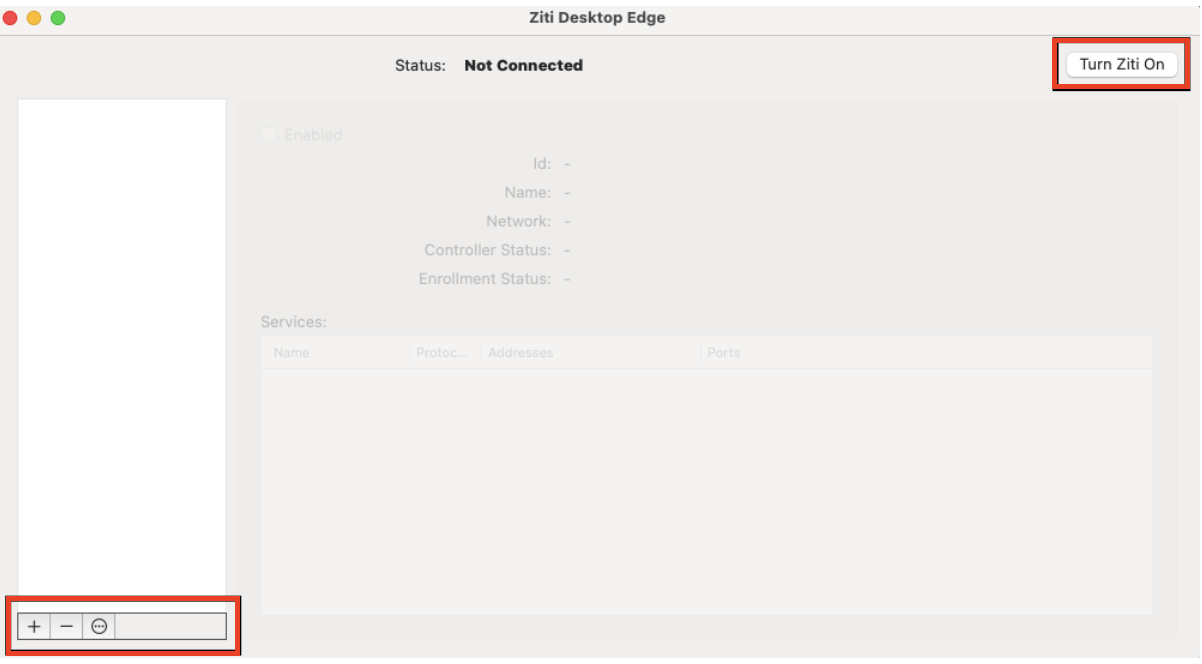 Ziti Desktop Edge
Status: Not Connected
Turn Ziti On
Enabled
Id: -
Name: -
Network: -
Controller Status: -
Enrollment Status: -
Services:
Name Protoc... Addresses Ports